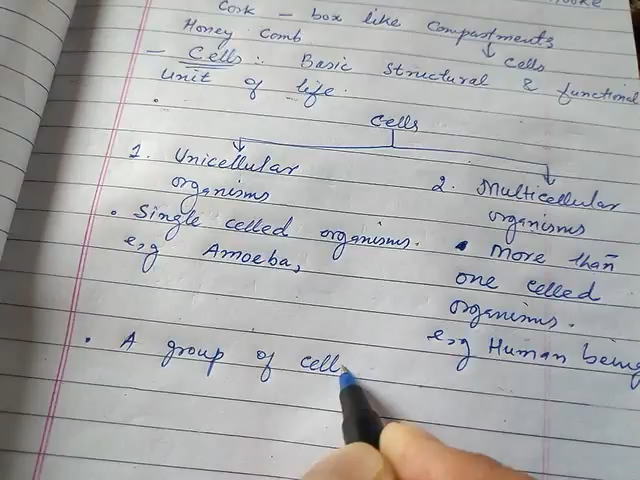 Cork - box like Compartments
Honey Comb ↓ Cells
- Cells: Basic Structural & functional
Unit of life.
Cells
1. Unicellular
organisms
• Single celled organisms.
e.g Amoeba,
2. Multicellular
organisms
• More than
one celled
organisms.
e.g Human being
• A group of cell